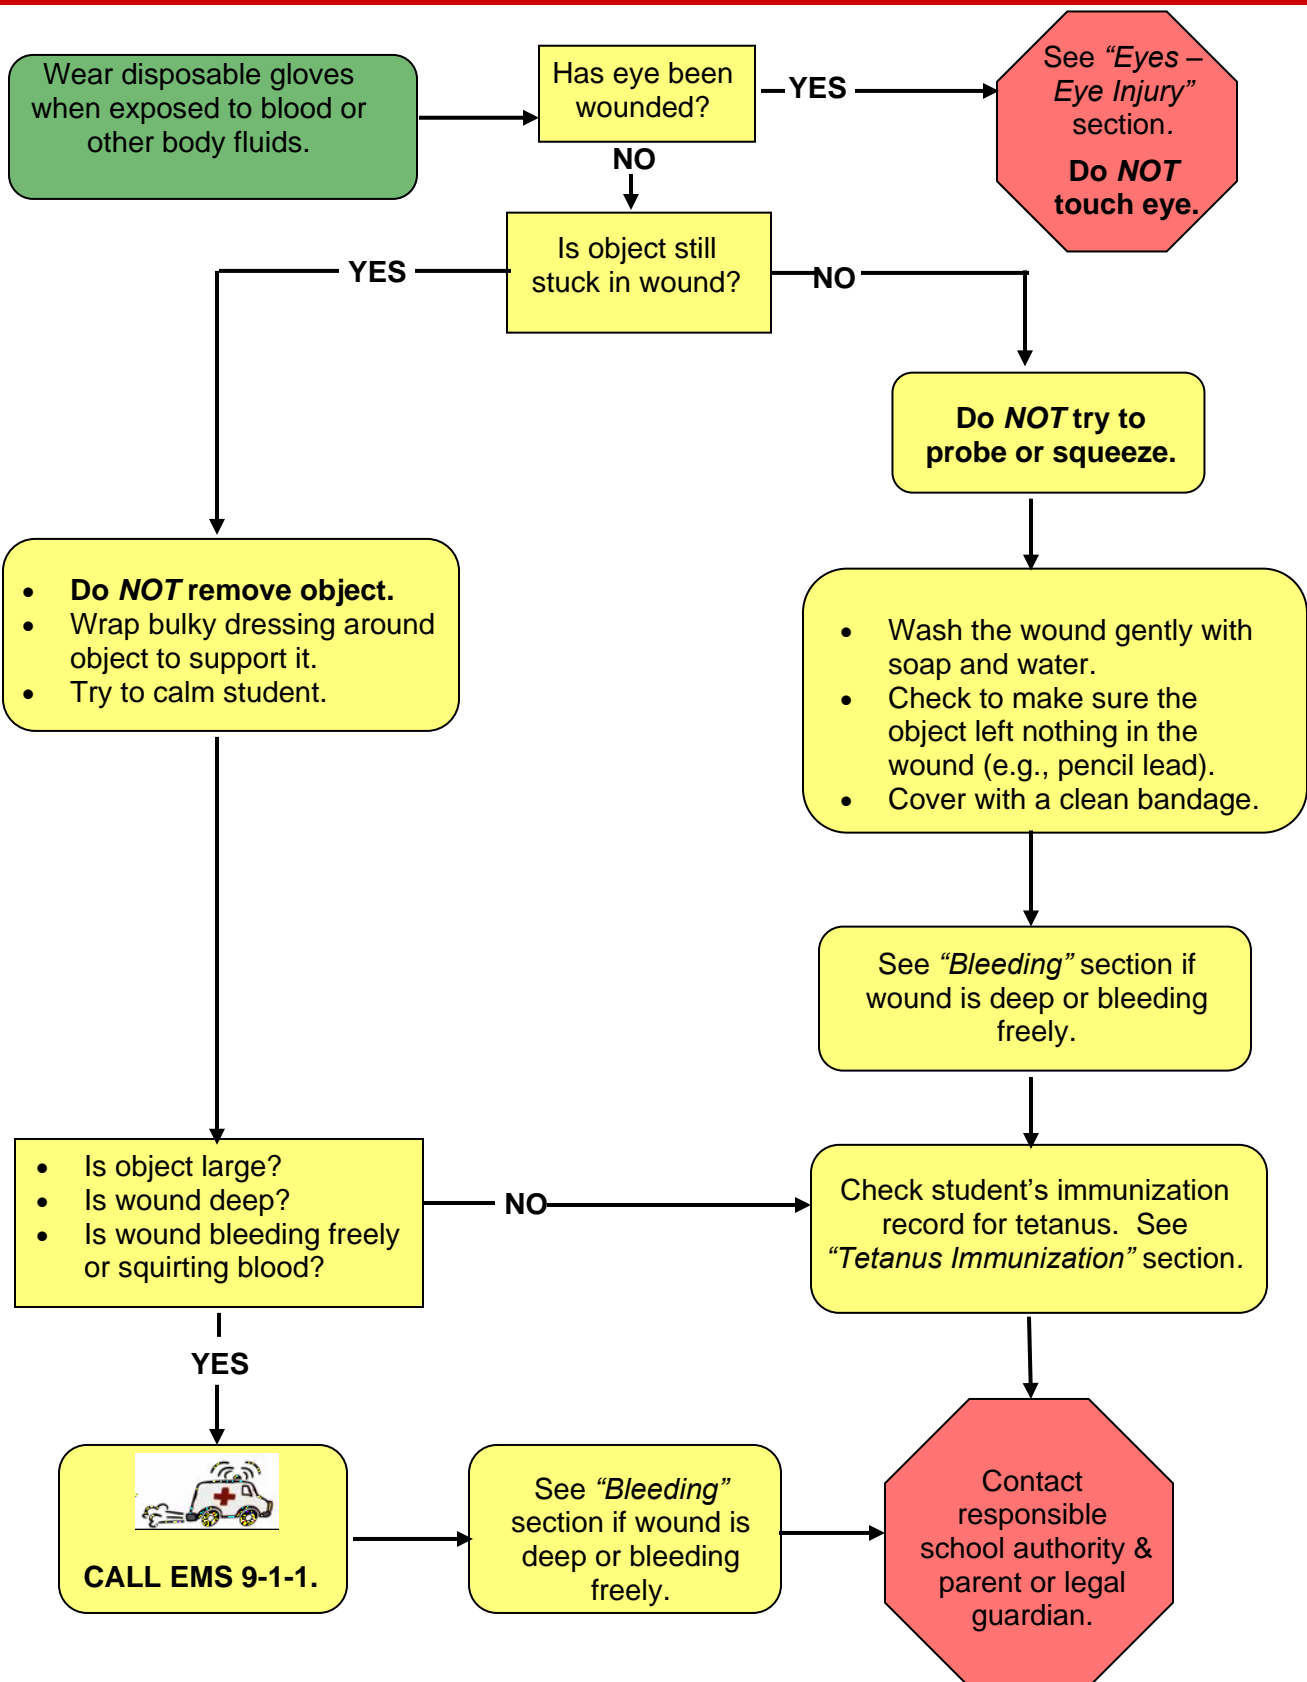 Wear disposable gloves
when exposed to blood or
other body fluids.
Has eye been
wounded?
YES
See “Eyes –
Eye Injury”
section.
Do NOT
touch eye.
NO
Is object still
stuck in wound?
YES
NO
Do NOT try to
probe or squeeze.
• Do NOT remove object.
• Wrap bulky dressing around
object to support it.
• Try to calm student.
• Wash the wound gently with
soap and water.
• Check to make sure the
object left nothing in the
wound (e.g., pencil lead).
• Cover with a clean bandage.
See “Bleeding” section if
wound is deep or bleeding
freely.
• Is object large?
• Is wound deep?
• Is wound bleeding freely
or squirting blood?
NO
Check student’s immunization
record for tetanus. See
“Tetanus Immunization” section.
YES
CALL EMS 9-1-1.
See “Bleeding”
section if wound is
deep or bleeding
freely.
Contact
responsible
school authority &
parent or legal
guardian.